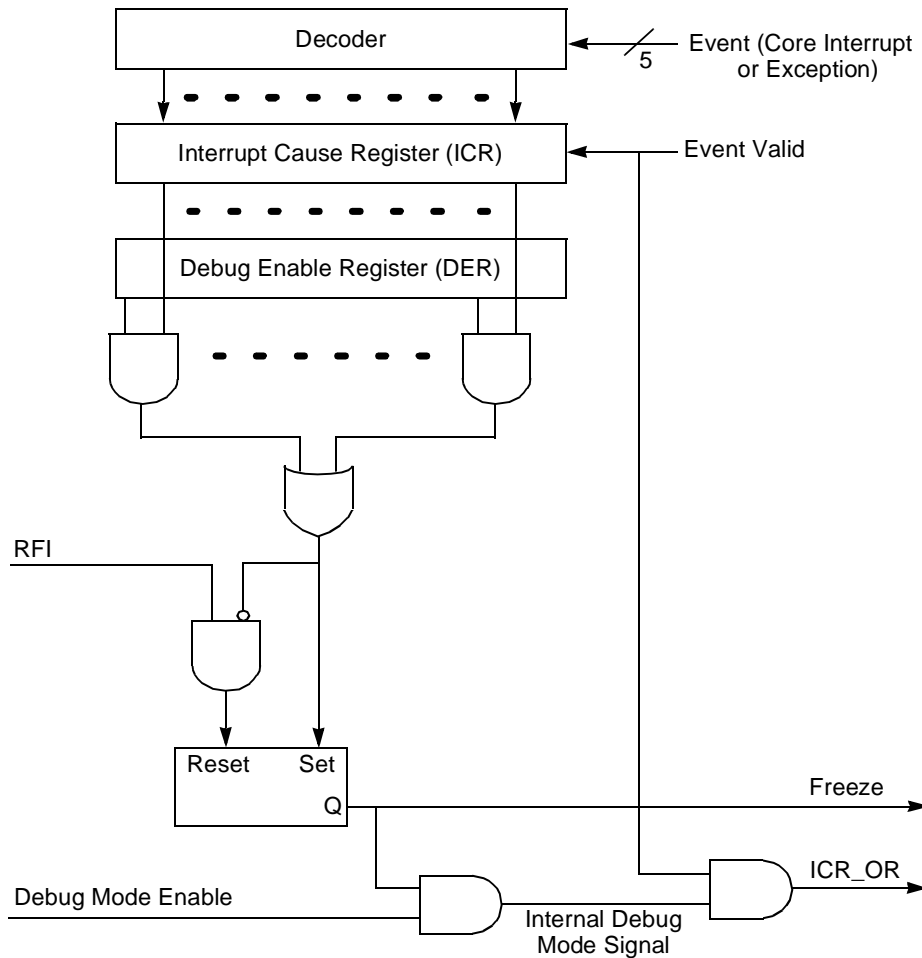 Decoder
Event (Core Interrupt
or Exception)
5
Interrupt Cause Register (ICR)
Event Valid
Debug Enable Register (DER)
RFI
Reset
Set
Q
Freeze
Debug Mode Enable
Internal Debug
Mode Signal
ICR_OR